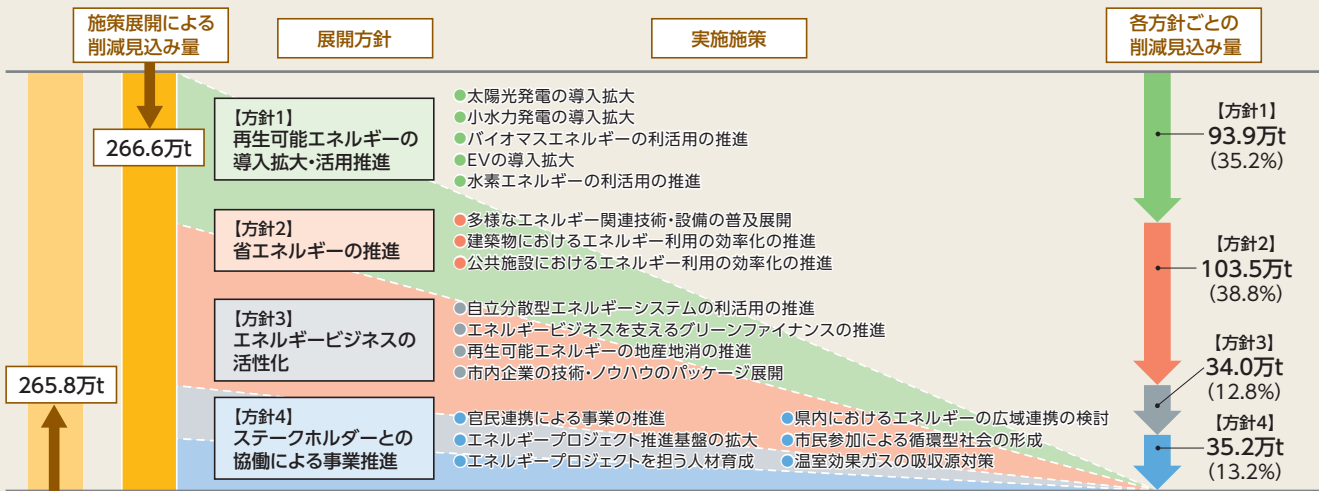 施策展開による
削減見込み量
展開方針
実施施策
各方針ごとの
削減見込み量
266.6万t
265.8万t
【方針1】
再生可能エネルギーの
導入拡大・活用推進
●太陽光発電の導入拡大
●小水力発電の導入拡大
●バイオマスエネルギーの利活用の推進
●EVの導入拡大
●水素エネルギーの利活用の推進
【方針1】
93.9万t
(35.2%)
【方針2】
省エネルギーの推進
●多様なエネルギー関連技術・設備の普及展開
●建築物におけるエネルギー利用の効率化の推進
●公共施設におけるエネルギー利用の効率化の推進
【方針2】
103.5万t
(38.8%)
【方針3】
エネルギービジネスの
活性化
●自立分散型エネルギーシステムの利活用の推進
●エネルギービジネスを支えるグリーンファイナンスの推進
●再生可能エネルギーの地産地消の推進
●市内企業の技術・ノウハウのパッケージ展開
【方針3】
34.0万t
(12.8%)
【方針4】
ステークホルダーとの
協働による事業推進
●官民連携による事業の推進
●エネルギープロジェクト推進基盤の拡大
●エネルギープロジェクトを担う人材育成
●県内におけるエネルギーの広域連携の検討
●市民参加による循環型社会の形成
●温室効果ガスの吸収源対策
【方針4】
35.2万t
(13.2%)